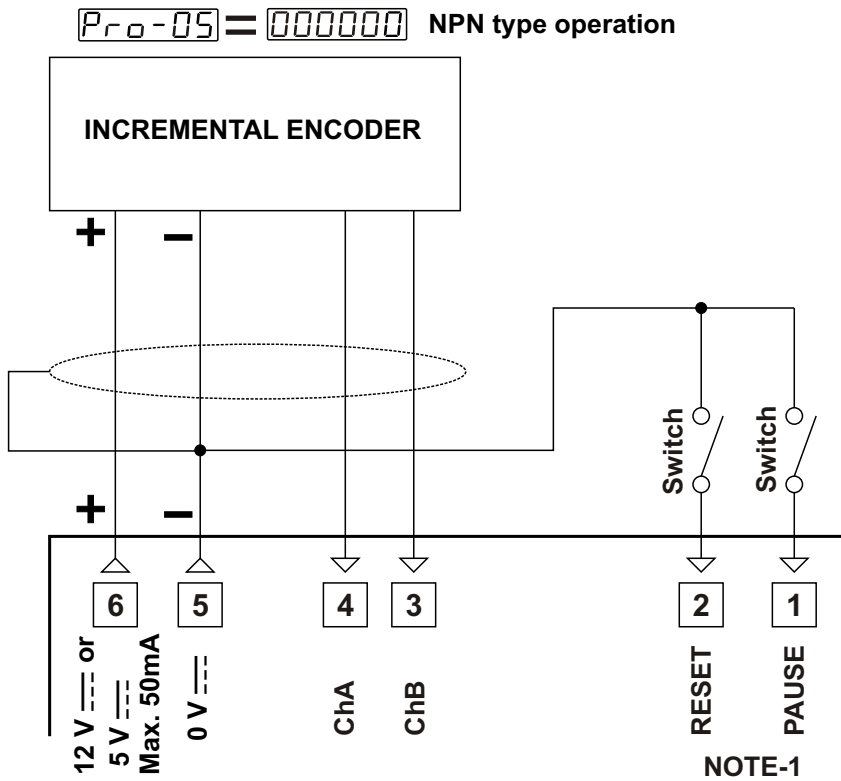 Pro-05 = 000000 NPN type operation
INCREMENTAL ENCODER
+ −
Switch
Switch
+ −
6
5
4
3
2
1
12 V or
5 V
Max. 50mA
0 V
ChA
ChB
RESET
PAUSE
NOTE-1